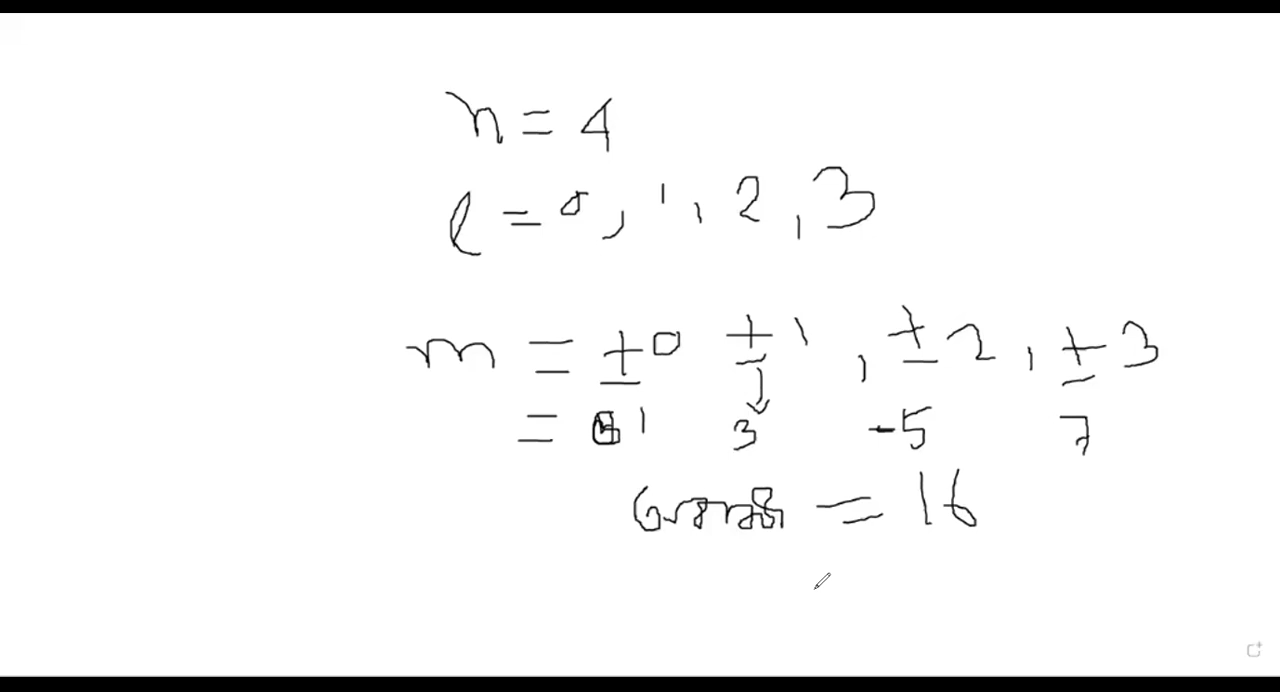 n = 4
l = 0, 1, 2, 3
m = ±0 ±1, ±2, ±3
= 1 3 -5 7
= 16